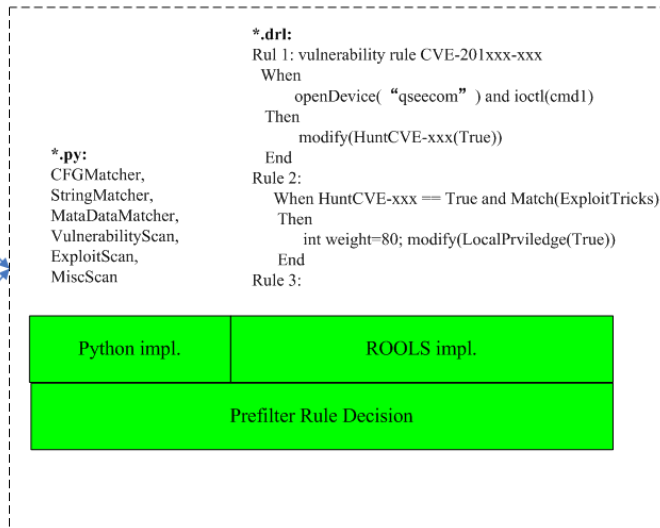 *.drl:
Rul 1: vulnerability rule CVE-201xxx-xxx
When
openDevice( “qseecom” ) and ioctl(cmd1)
Then
modify(HuntCVE-xxx(True))
End
Rule 2:
When HuntCVE-xxx == True and Match(ExploitTricks)
Then
int weight=80; modify(LocalPrviledge(True))
End
Rule 3:
*.py:
CFGMatcher,
StringMatcher,
MataDataMatcher,
VulnerabilityScan,
ExploitScan,
MiscScan
Python impl.
ROOLS impl.
Prefilter Rule Decision